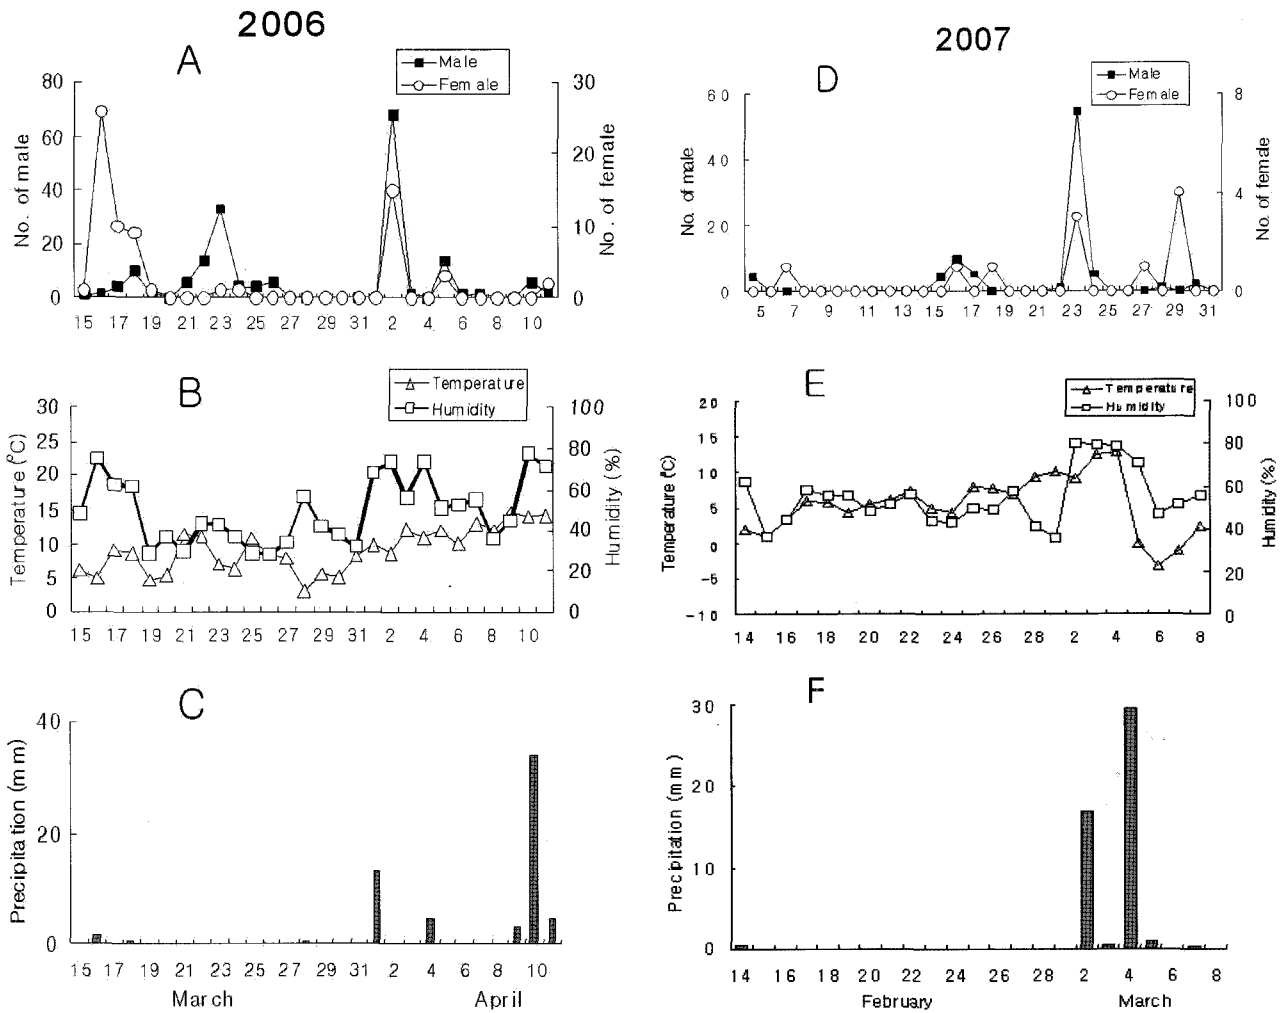 2006
2007
A
Male
Female
80
60
40
20
0
No. of male
30
20
10
0
No. of female
15 17 19 21 23 25 27 29 31 2 4 6 8 10
D
Male
Female
60
40
20
0
No. of male
8
4
0
No. of female
5 7 9 11 13 15 17 19 21 23 25 27 29 31
B
Temperature
Humidity
30
25
20
15
10
5
0
Temperature (°C)
100
80
60
40
20
0
Humidity (%)
15 17 19 21 23 25 27 29 31 2 4 6 8 10
E
Temperature
Humidity
20
15
10
5
0
-5
-10
Temperature (°C)
100
80
60
40
20
0
Humidity (%)
14 16 18 20 22 24 26 28 2 4 6 8
C
40
20
0
Precipitation (mm)
15 17 19 21 23 25 27 29 31 2 4 6 8 10
March April
F
30
20
10
0
Precipitation (mm)
14 16 18 20 22 24 26 28 2 4 6 8
February March